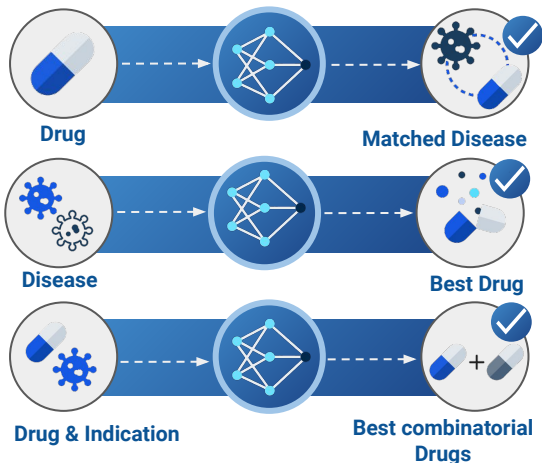 Drug
Matched Disease
Disease
Best Drug
Drug & Indication
Best combinatorial
Drugs